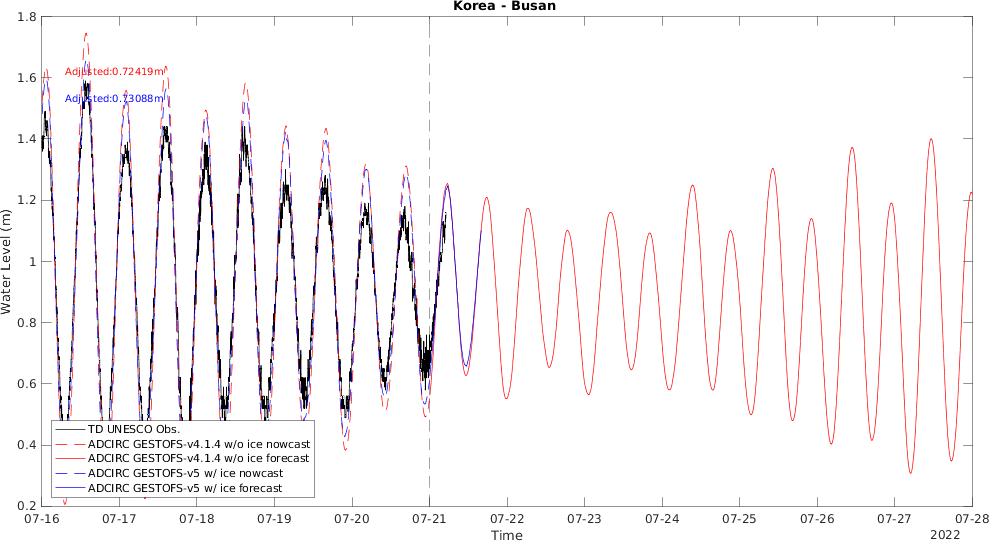 Korea - Busan
1.8
1.6
1.4
1.2
1
0.8
0.6
0.4
0.2
Water Level (m)
Adjusted:0.72419m
Adjusted:0.73088m
TD UNESCO Obs.
ADCIRC GESTOFS-v4.1.4 w/o ice nowcast
ADCIRC GESTOFS-v4.1.4 w/o ice forecast
ADCIRC GESTOFS-v5 w/ ice nowcast
ADCIRC GESTOFS-v5 w/ ice forecast
07-16 07-17 07-18 07-19 07-20 07-21 07-22 07-23 07-24 07-25 07-26 07-27 07-28
Time
2022